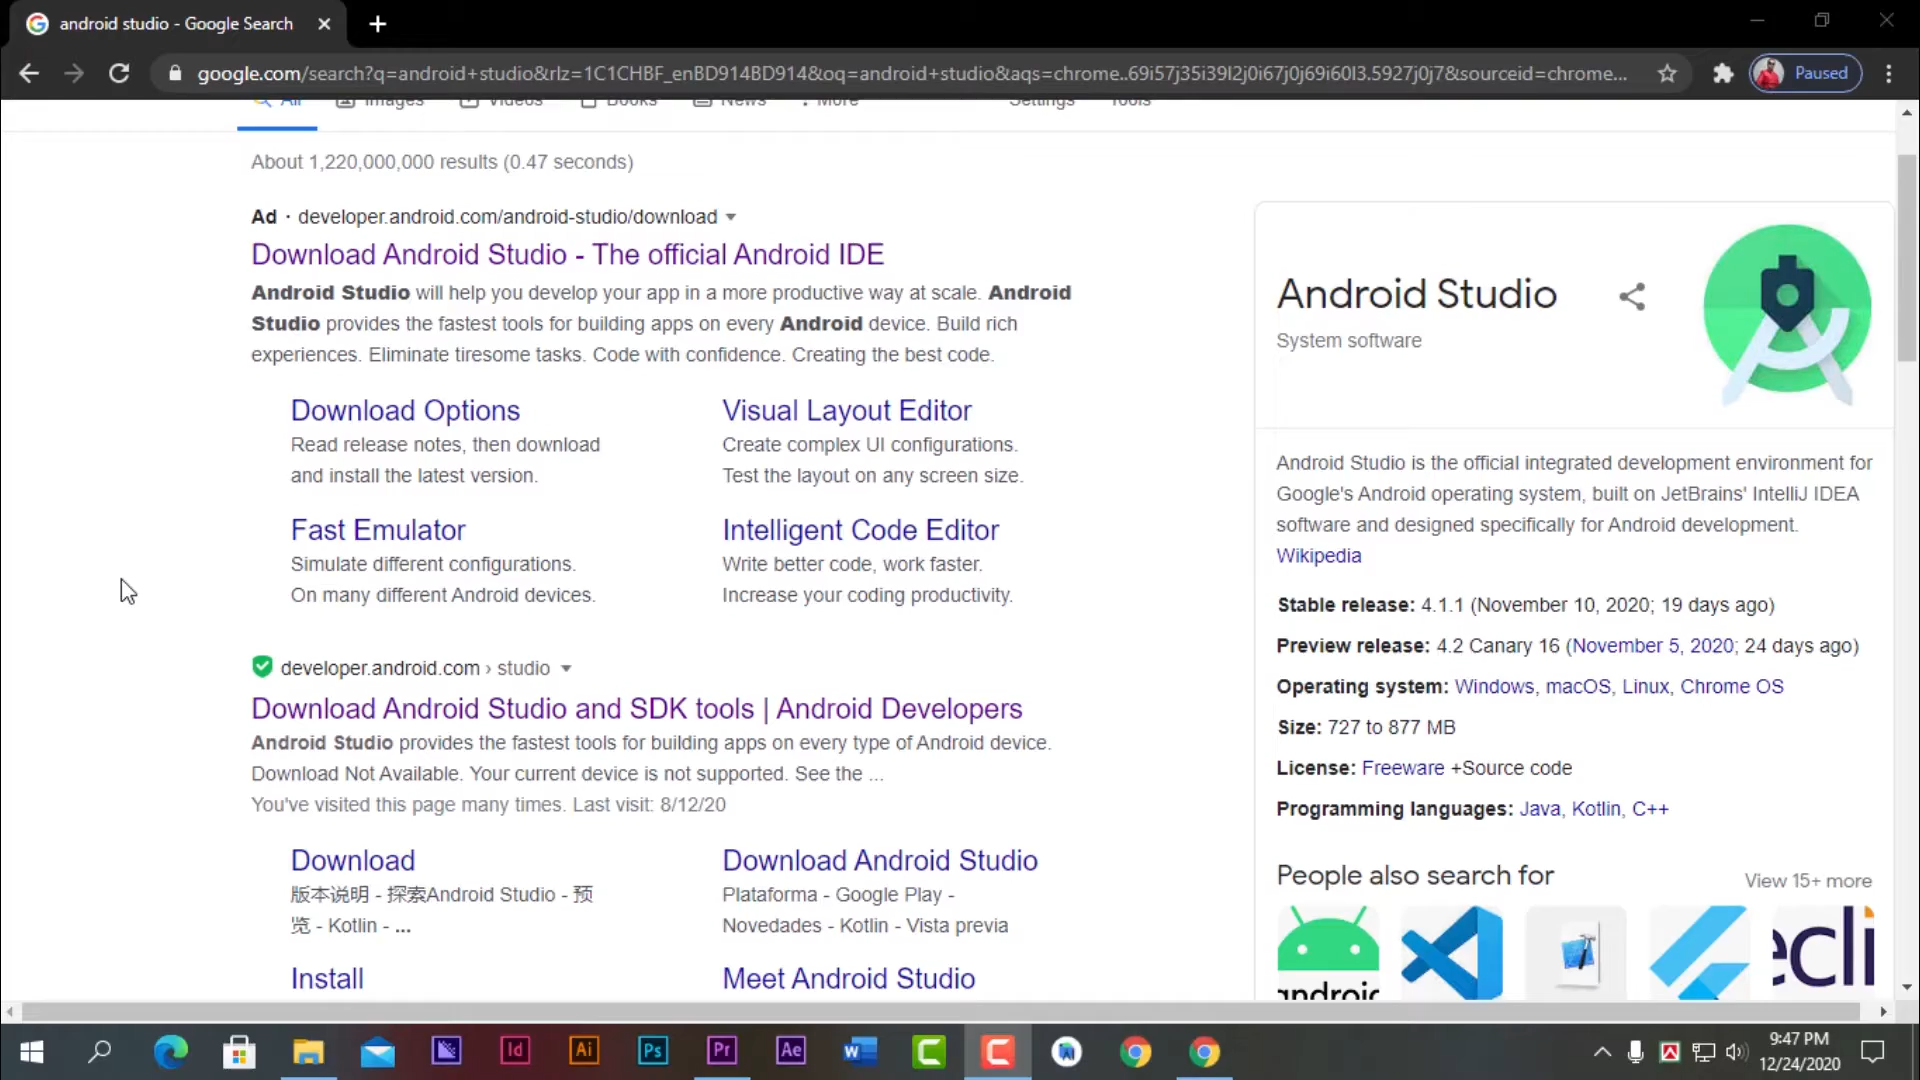 android studio - Google Search
google.com/search?q=android+studio&rlz=1C1CHBF_enBD914BD914&oq=android+studio&aqs=chrome..69i57j35i39l2j0i67j0j69i60l3.5927j0j7&sourceid=chrome...
Paused
All Images Videos Books News More Settings Tools
About 1,220,000,000 results (0.47 seconds)
Ad · developer.android.com/android-studio/download
Download Android Studio - The official Android IDE
Android Studio will help you develop your app in a more productive way at scale. Android
Studio provides the fastest tools for building apps on every Android device. Build rich
experiences. Eliminate tiresome tasks. Code with confidence. Creating the best code.
Download Options
Read release notes, then download
and install the latest version.
Visual Layout Editor
Create complex UI configurations.
Test the layout on any screen size.
Fast Emulator
Simulate different configurations.
On many different Android devices.
Intelligent Code Editor
Write better code, work faster.
Increase your coding productivity.
developer.android.com › studio
Download Android Studio and SDK tools | Android Developers
Android Studio provides the fastest tools for building apps on every type of Android device.
Download Not Available. Your current device is not supported. See the ...
You've visited this page many times. Last visit: 8/12/20
Download
版本说明 - 探索Android Studio - 预
览 - Kotlin - ...
Download Android Studio
Plataforma - Google Play -
Novedades - Kotlin - Vista previa
Install
Meet Android Studio
Android Studio
System software
Android Studio is the official integrated development environment for
Google's Android operating system, built on JetBrains' IntelliJ IDEA
software and designed specifically for Android development.
Wikipedia
Stable release: 4.1.1 (November 10, 2020; 19 days ago)
Preview release: 4.2 Canary 16 (November 5, 2020; 24 days ago)
Operating system: Windows, macOS, Linux, Chrome OS
Size: 727 to 877 MB
License: Freeware +Source code
Programming languages: Java, Kotlin, C++
People also search for
View 15+ more
androic
ecli
Id
Ai
Ps
Pr
Ae
W
9:47 PM
12/24/2020